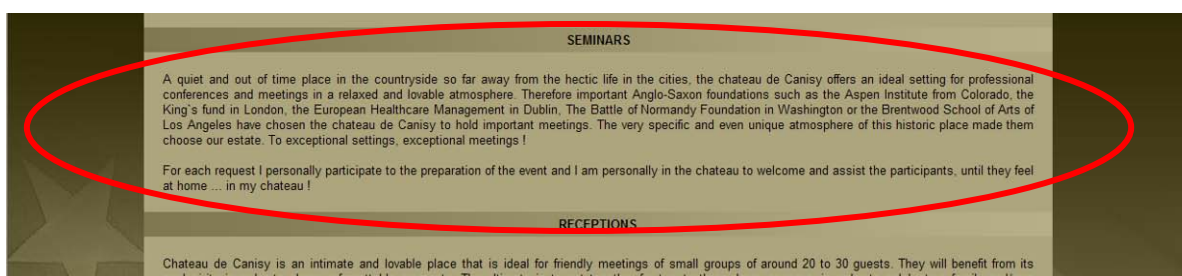 SEMINARS
A quiet and out of time place in the countryside so far away from the hectic life in the cities, the chateau de Canisy offers an ideal setting for professional
conferences and meetings in a relaxed and lovable atmosphere. Therefore important Anglo-Saxon foundations such as the Aspen Institute from Colorado, the
King`s fund in London, the European Healthcare Management in Dublin, The Battle of Normandy Foundation in Washington or the Brentwood School of Arts of
Los Angeles have chosen the chateau de Canisy to hold important meetings. The very specific and even unique atmosphere of this historic place made them
choose our estate. To exceptional settings, exceptional meetings !
For each request I personally participate to the preparation of the event and I am personally in the chateau to welcome and assist the participants, until they feel
at home ... in my chateau !
RECEPTIONS
Chateau de Canisy is an intimate and lovable place that is ideal for friendly meetings of small groups of around 20 to 30 guests. They will benefit from its